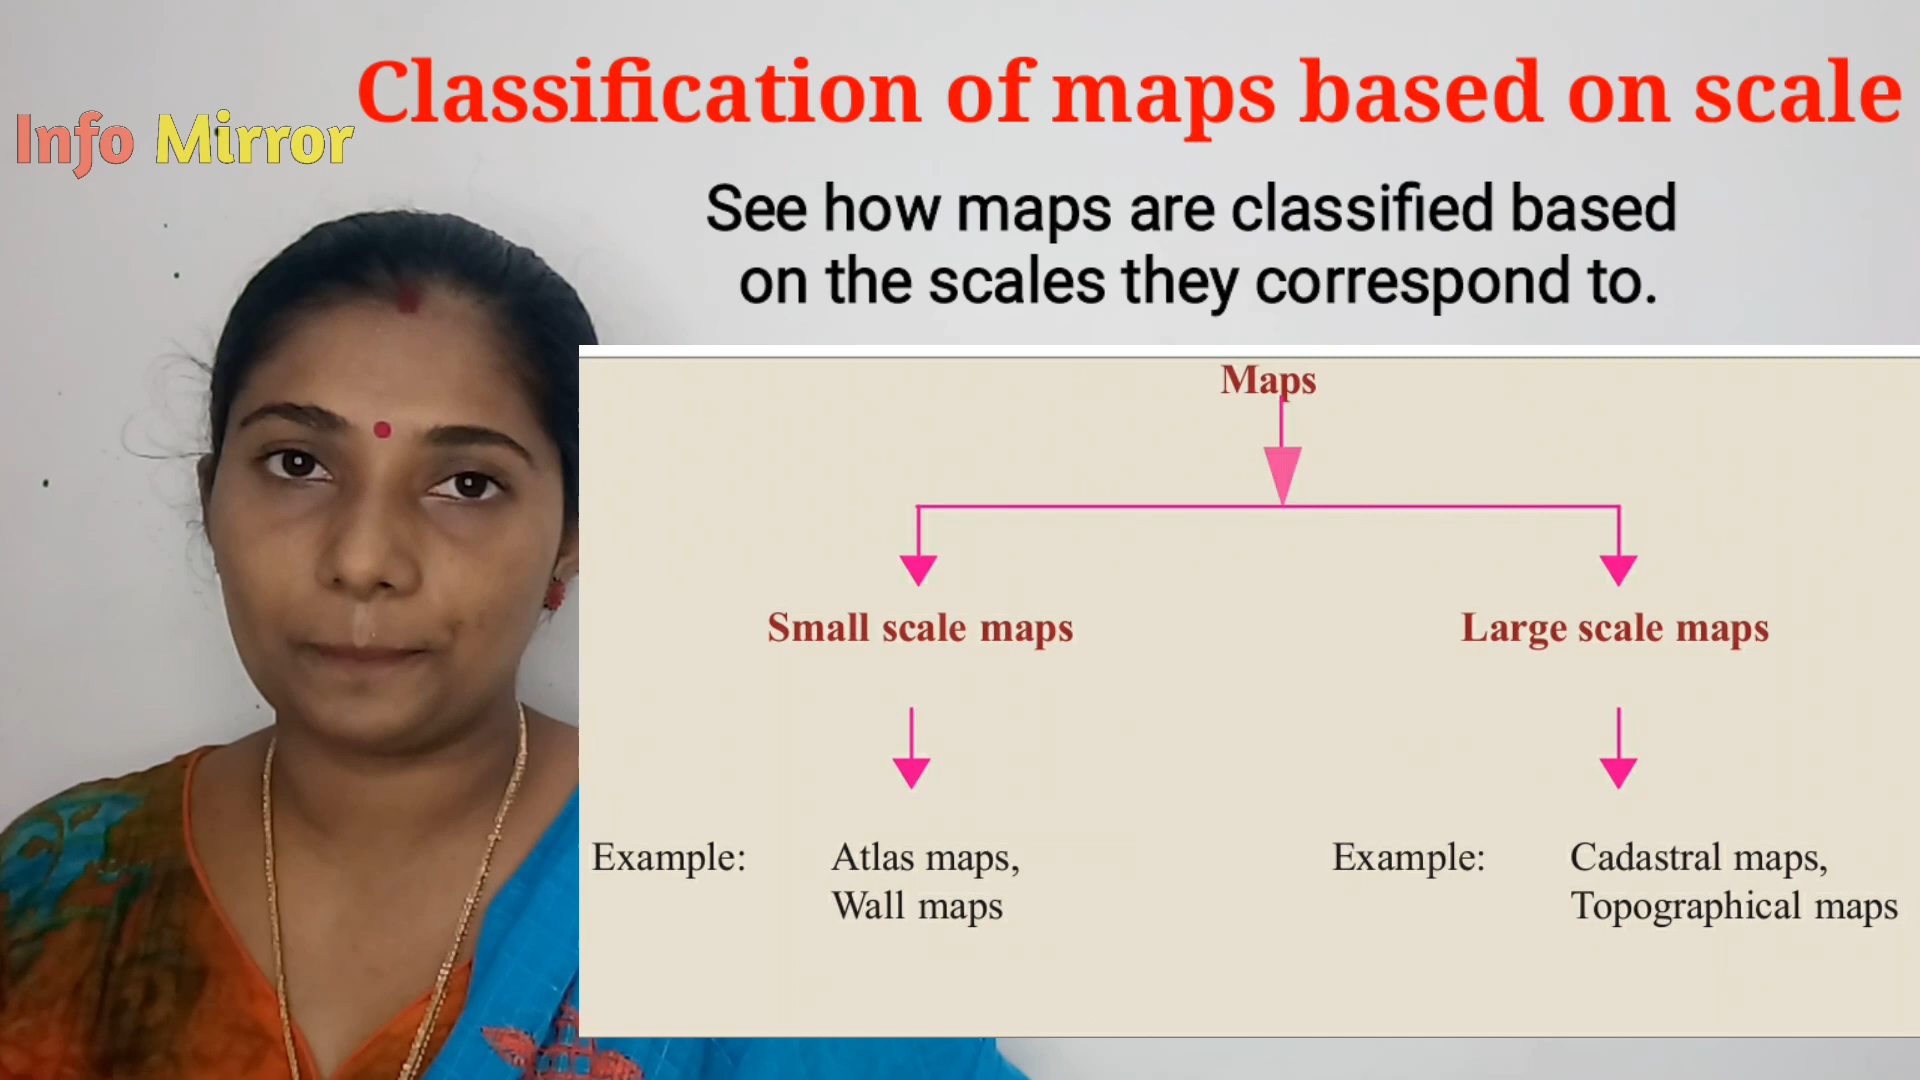 Classification of maps based on scale
Info Mirror
See how maps are classified based
on the scales they correspond to.
Maps
Small scale maps
Large scale maps
Example:
Atlas maps,
Wall maps
Example:
Cadastral maps,
Topographical maps